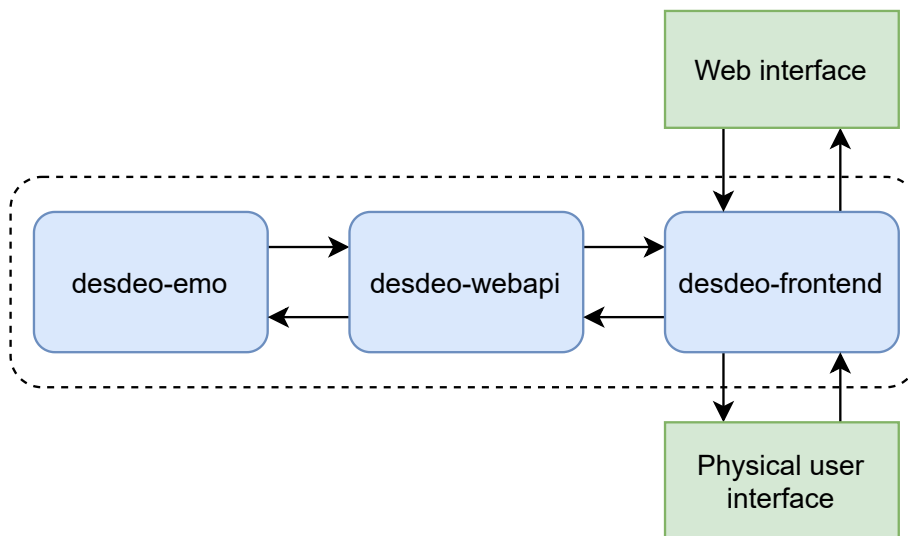 Web interface
desdeo-emo
desdeo-webapi
desdeo-frontend
Physical user
interface